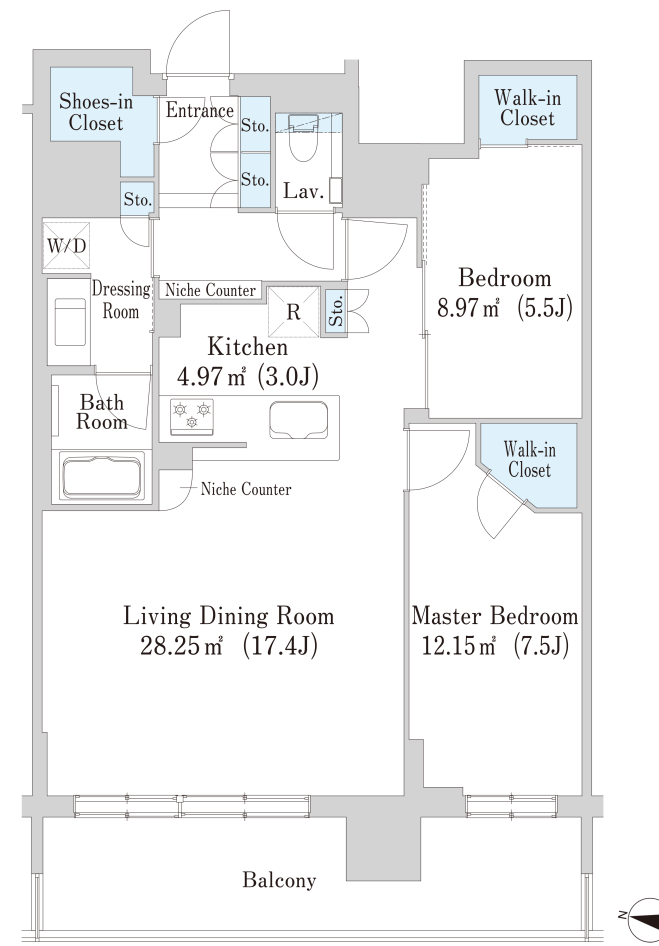 Shoes-in
Closet
Entrance
Sto.
Sto.
Lav.
Walk-in
Closet
Sto.
W/D
Dressing
Room
Niche Counter
R
Sto.
Bedroom
8.97㎡ (5.5J)
Kitchen
4.97㎡ (3.0J)
Bath
Room
Walk-in
Closet
Niche Counter
Living Dining Room
28.25㎡ (17.4J)
Master Bedroom
12.15㎡ (7.5J)
Balcony
N